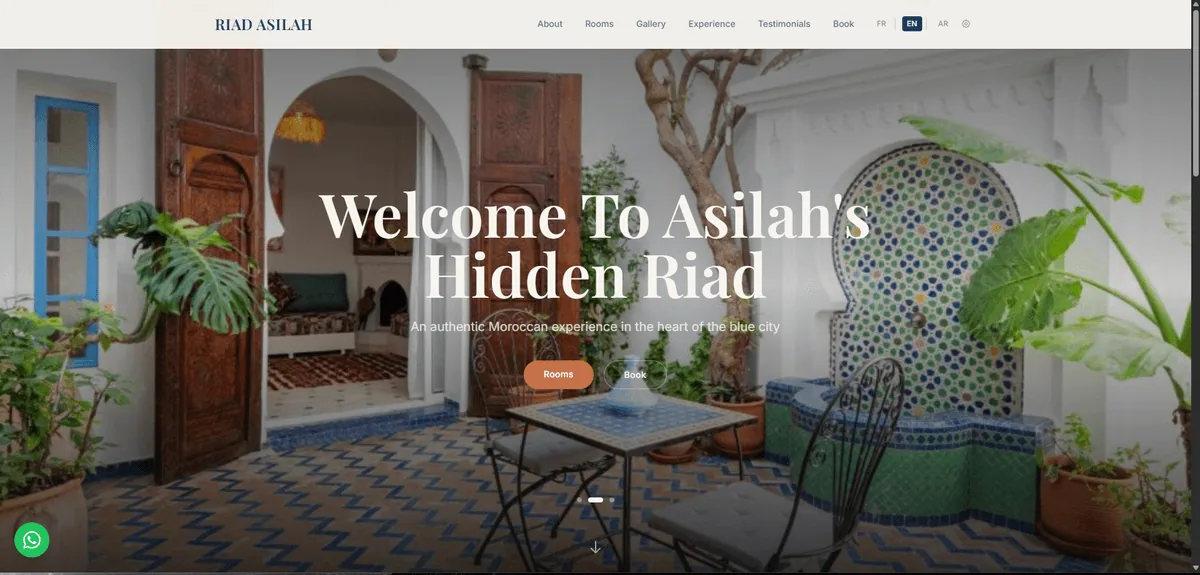 RIAD ASILAH
About Rooms Gallery Experience Testimonials Book FR EN AR
Welcome To Asilah's
Hidden Riad
An authentic Moroccan experience in the heart of the blue city
Rooms Book